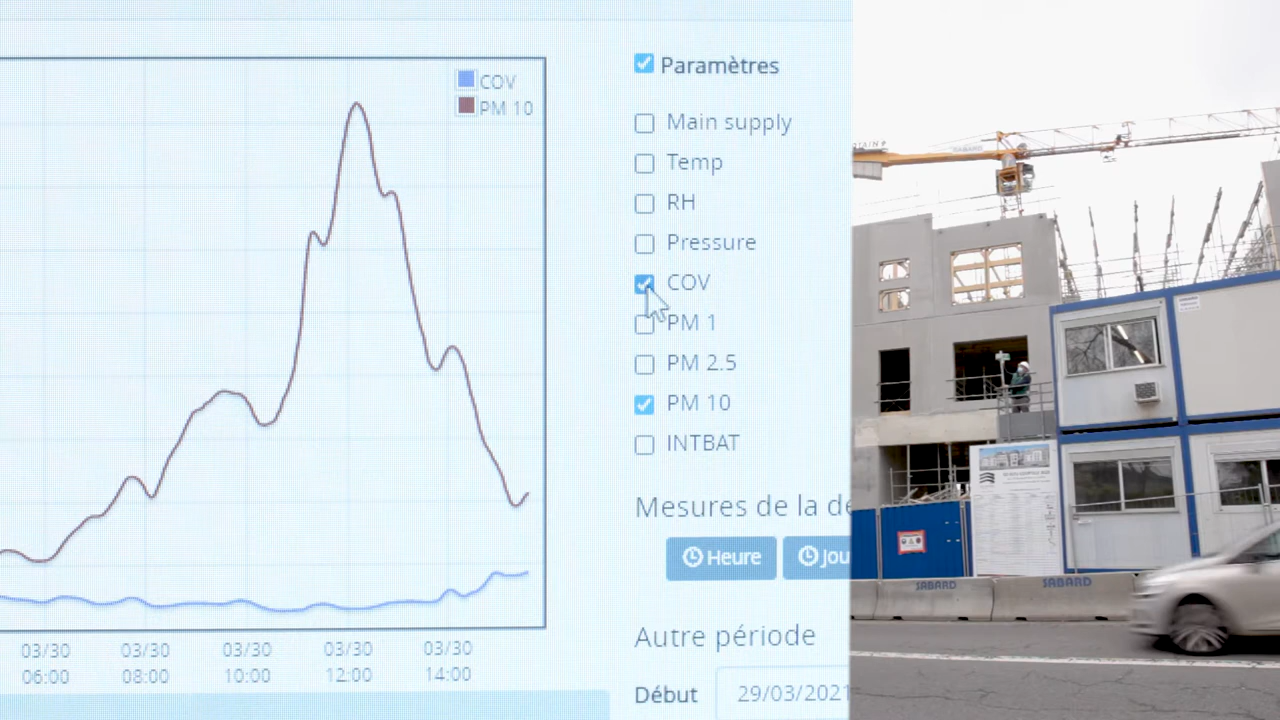 COV
PM 10
03/30
06:00
03/30
08:00
03/30
10:00
03/30
12:00
03/30
14:00
Paramètres
Main supply
Temp
RH
Pressure
COV
PM 1
PM 2.5
PM 10
INTBAT
Mesures de la de
Heure
Jou
Autre période
Début
29/03/2021
SABARD
SABARD
SABARD